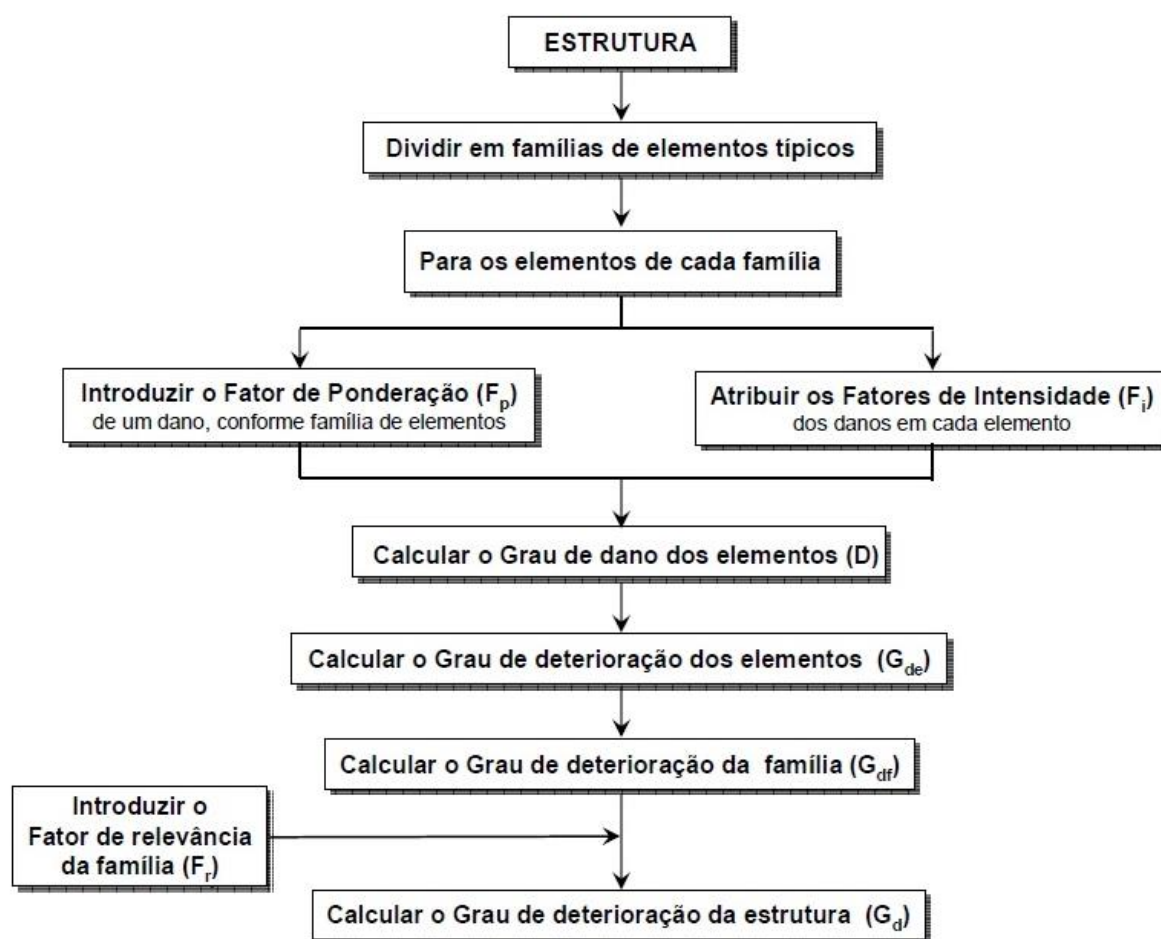 ESTRUTURA
Dividir em famílias de elementos típicos
Para os elementos de cada família
Introduzir o Fator de Ponderação (Fp)
de um dano, conforme família de elementos
Atribuir os Fatores de Intensidade (Fi)
dos danos em cada elemento
Calcular o Grau de dano dos elementos (D)
Calcular o Grau de deterioração dos elementos (Gde)
Calcular o Grau de deterioração da família (Gdf)
Introduzir o
Fator de relevância
da família (Fr)
Calcular o Grau de deterioração da estrutura (Gd)